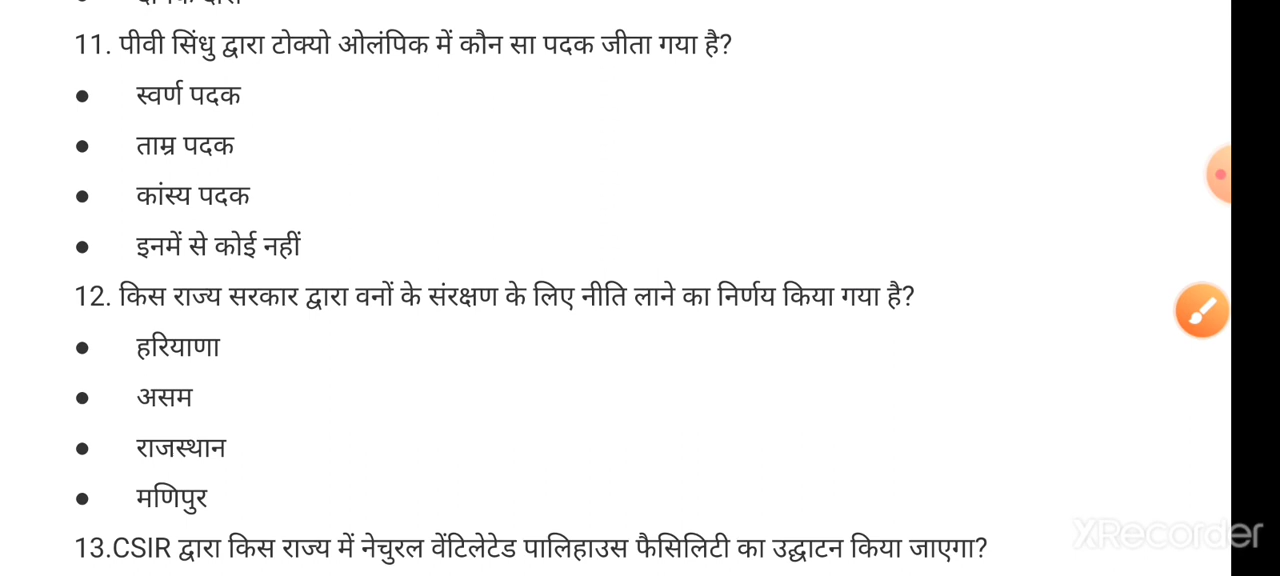 11. पीवी सिंधु द्वारा टोक्यो ओलंपिक में कौन सा पदक जीता गया है?
● स्वर्ण पदक
● ताम्र पदक
● कांस्य पदक
● इनमें से कोई नहीं
12. किस राज्य सरकार द्वारा वनों के संरक्षण के लिए नीति लाने का निर्णय किया गया है?
● हरियाणा
● असम
● राजस्थान
● मणिपुर
13.CSIR द्वारा किस राज्य में नेचुरल वेंटिलेटेड पालिहाउस फैसिलिटी का उद्घाटन किया जाएगा?
XRecorder